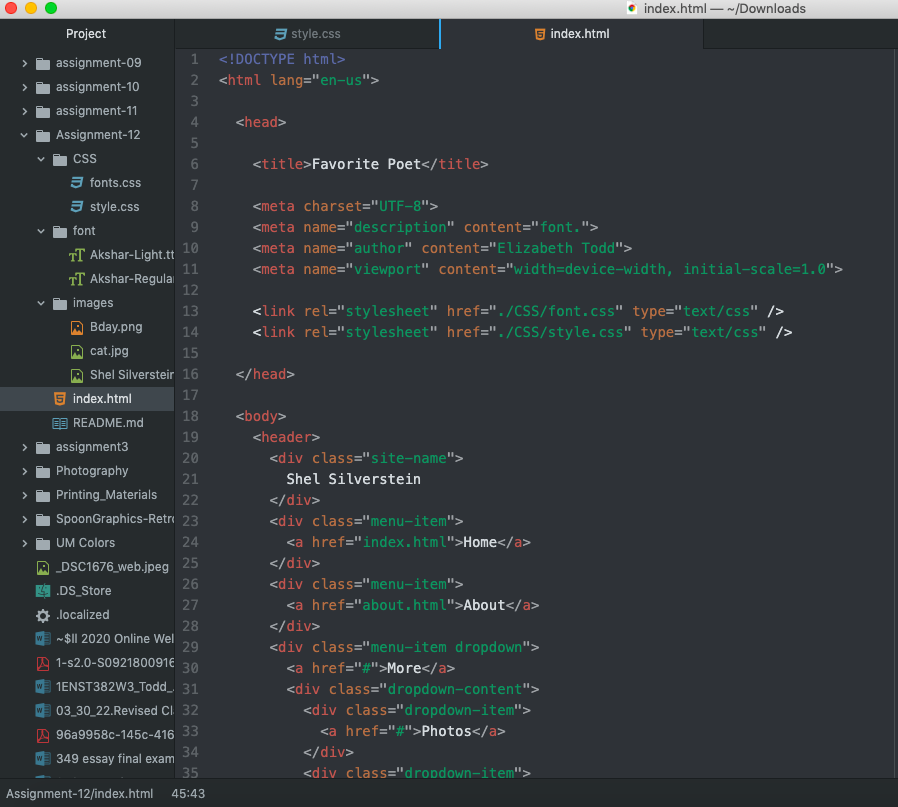 index.html — ~/Downloads
Project
style.css
index.html
assignment-09
assignment-10
assignment-11
Assignment-12
CSS
fonts.css
style.css
font
Akshar-Light.tt
Akshar-Regula
images
Bday.png
cat.jpg
Shel Silverstein
index.html
README.md
assignment3
Photography
Printing_Materials
SpoonGraphics-Retr
UM Colors
_DSC1676_web.jpeg
.DS_Store
.localized
~$ll 2020 Online Wel
1-s2.0-S0921800916
1ENST382W3_Todd_
03_30_22.Revised Cl
96a9958c-145c-416
349 essay final exam
1 <!DOCTYPE html>
2 <html lang="en-us">
3
4 <head>
5
6 <title>Favorite Poet</title>
7
8 <meta charset="UTF-8">
9 <meta name="description" content="font.">
10 <meta name="author" content="Elizabeth Todd">
11 <meta name="viewport" content="width=device-width, initial-scale=1.0">
12
13 <link rel="stylesheet" href="./CSS/font.css" type="text/css" />
14 <link rel="stylesheet" href="./CSS/style.css" type="text/css" />
15
16 </head>
17
18 <body>
19 <header>
20 <div class="site-name">
21 Shel Silverstein
22 </div>
23 <div class="menu-item">
24 <a href="index.html">Home</a>
25 </div>
26 <div class="menu-item">
27 <a href="about.html">About</a>
28 </div>
29 <div class="menu-item dropdown">
30 <a href="#">More</a>
31 <div class="dropdown-content">
32 <div class="dropdown-item">
33 <a href="#">Photos</a>
34 </div>
35 <div class="dropdown-item">
Assignment-12/index.html 45:43